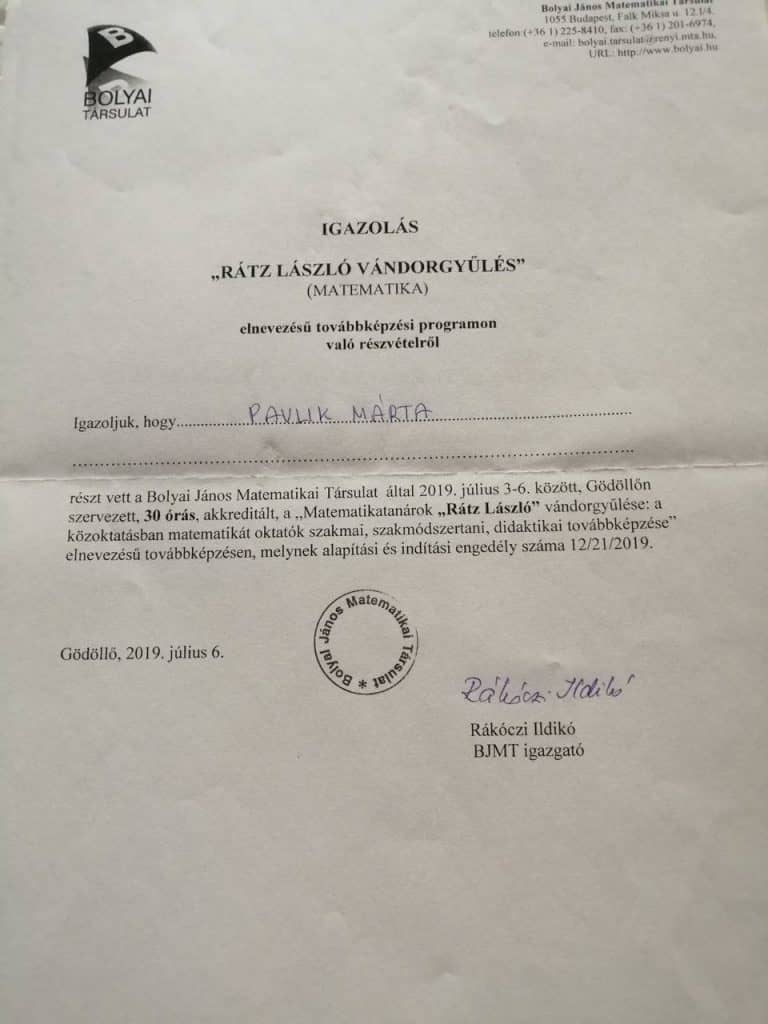 B
BOLYAI
TÁRSULAT
Bolyai János Matematikai Társulat
1055 Budapest, Falk Miksa u. 12.I/4.
telefon:(+36 1) 225-8410, fax: (+36 1) 201-6974,
e-mail: bolyai.tarsulat@renyi.mta.hu,
URL: http://www.bolyai.hu
IGAZOLÁS
„RÁTZ LÁSZLÓ VÁNDORGYŰLÉS”
(MATEMATIKA)
elnevezésű továbbképzési programon
való részvételről
Igazoljuk, hogy PAVLIK MÁRTA
részt vett a Bolyai János Matematikai Társulat által 2019. július 3-6. között, Gödöllőn
szervezett, 30 órás, akkreditált, a „Matematikatanárok „Rátz László” vándorgyűlése: a
közoktatásban matematikát oktatók szakmai, szakmódszertani, didaktikai továbbképzése”
elnevezésű továbbképzésen, melynek alapítási és indítási engedély száma 12/21/2019.
Bolyai János Matematikai Társulat *
Gödöllő, 2019. július 6.
Rákóczi Ildikó
Rákóczi Ildikó
BJMT igazgató